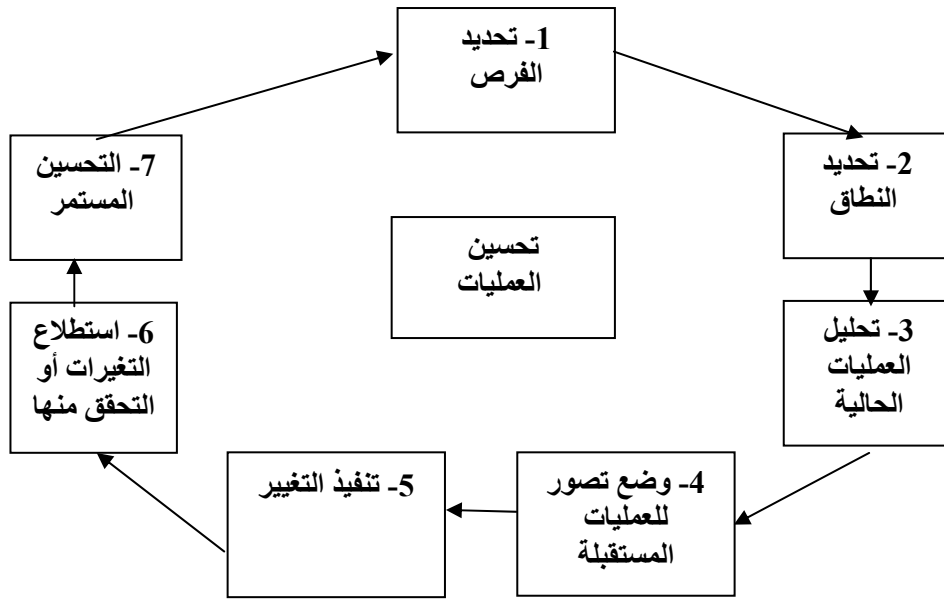 1- تحديد
الفرص
2- تحديد
النطاق
3- تحليل
العمليات
الحالية
4- وضع تصور
للعمليات
المستقبلة
5- تنفيذ التغيير
6- استطلاع
التغيرات أو
التحقق منها
7- التحسين
المستمر
تحسين
العمليات